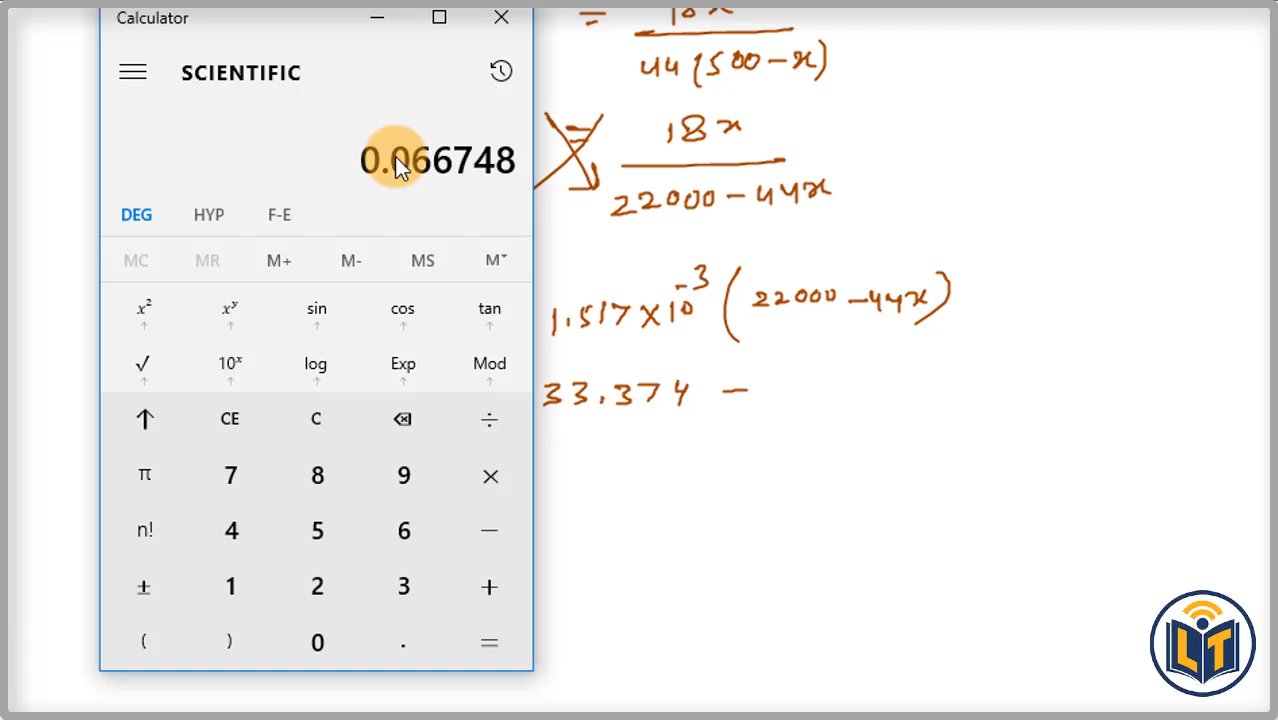 Calculator
SCIENTIFIC
0.066748
DEG HYP F-E
MC MR M+ M- MS M˅
x² xʸ sin cos tan
√ 10ˣ log Exp Mod
↑ CE C ⌫ ÷
π 7 8 9 ×
n! 4 5 6 −
± 1 2 3 +
( ) 0 . =
= 18x
44(500-x)
= 18x
22000-44x
1.517×10⁻³(22000-44x)
33.374 -
LT